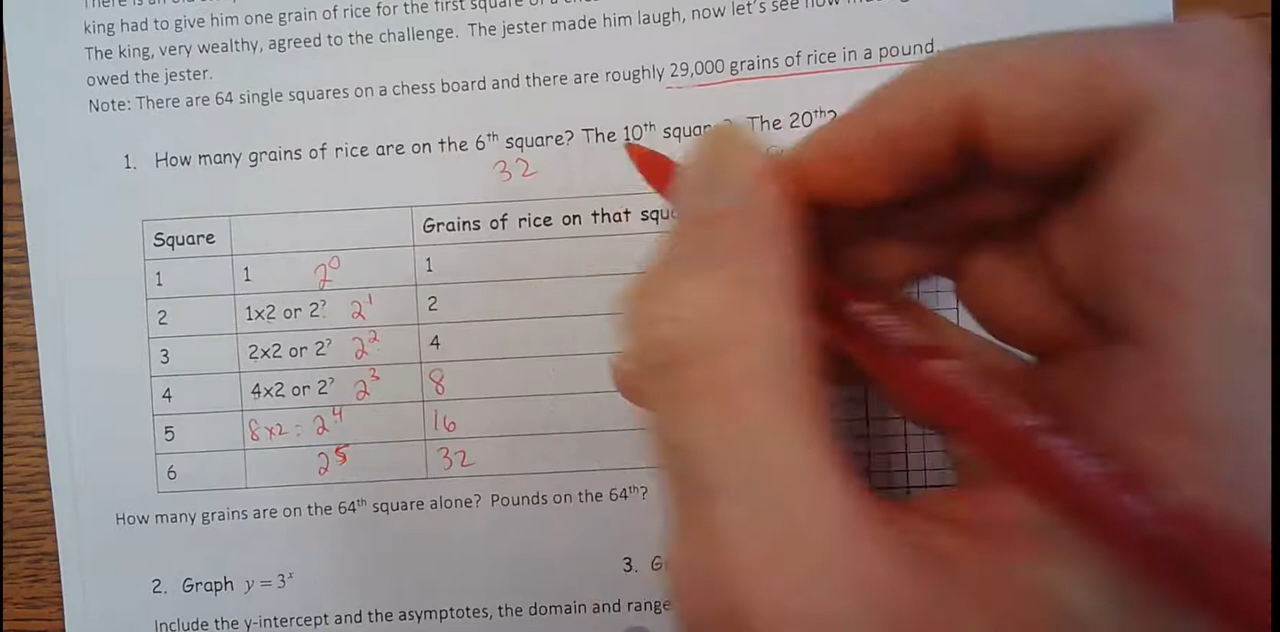 king had to give him one grain of rice for the first square of a
The king, very wealthy, agreed to the challenge. The jester made him laugh, now let's see how
owed the jester.
Note: There are 64 single squares on a chess board and there are roughly 29,000 grains of rice in a pound.
1. How many grains of rice are on the 6th square? The 10th square? The 20th?
32
Square Grains of rice on that squ
1 1 2⁰ 1
2 1x2 or 2? 2¹ 2
3 2x2 or 2? 2² 4
4 4x2 or 2? 2³ 8
5 8x2 = 2⁴ 16
6 2⁵ 32
How many grains are on the 64th square alone? Pounds on the 64th?
2. Graph y = 3ˣ
3. G
Include the y-intercept and the asymptotes, the domain and range